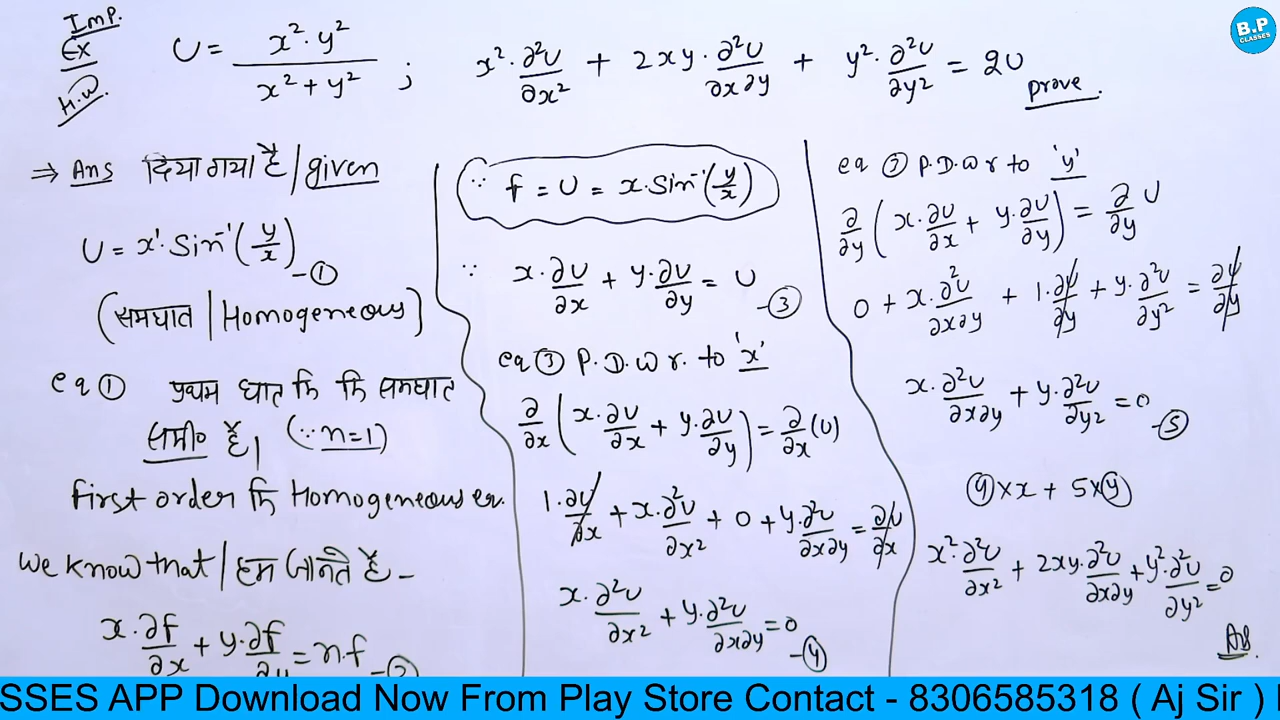 Imp.
Ex
H.W
U = x²·y² / x² + y² ; x²·∂²U/∂x² + 2xy·∂²U/∂x∂y + y²·∂²U/∂y² = 2U prove.
B.P
CLASSES
⇒ Ans दिया गया है / given
U = x¹·Sin⁻¹(y/x) -①
(समघात | Homogeneous)
eq ① प्रथम घात कि कि समघात
समी० है। (∵ n=1)
first order कि Homogeneous er.
We know that / हम जानते है -
x·∂f/∂x + y·∂f/∂y = n.f -②
∵ f = U = x·Sin⁻¹(y/x)
∵ x·∂U/∂x + y·∂U/∂y = U -③
eq ③ P.D.W r. to 'x'
∂/∂x (x·∂U/∂x + y·∂U/∂y) = ∂/∂x (U)
1·∂U/∂x + x·∂²U/∂x² + 0 + y·∂²U/∂x∂y = ∂U/∂x
x·∂²U/∂x² + y·∂²U/∂x∂y = 0 -④
eq ③ P.D W r. to 'y'
∂/∂y (x·∂U/∂x + y·∂U/∂y) = ∂/∂y U
0 + x·∂²U/∂x∂y + 1·∂U/∂y + y·∂²U/∂y² = ∂U/∂y
x·∂²U/∂x∂y + y·∂²U/∂y² = 0 -⑤
④×x + 5×y
x²·∂²U/∂x² + 2xy·∂²U/∂x∂y + y²·∂²U/∂y² = 0
Ans.
SSES APP Download Now From Play Store Contact - 8306585318 ( Aj Sir )